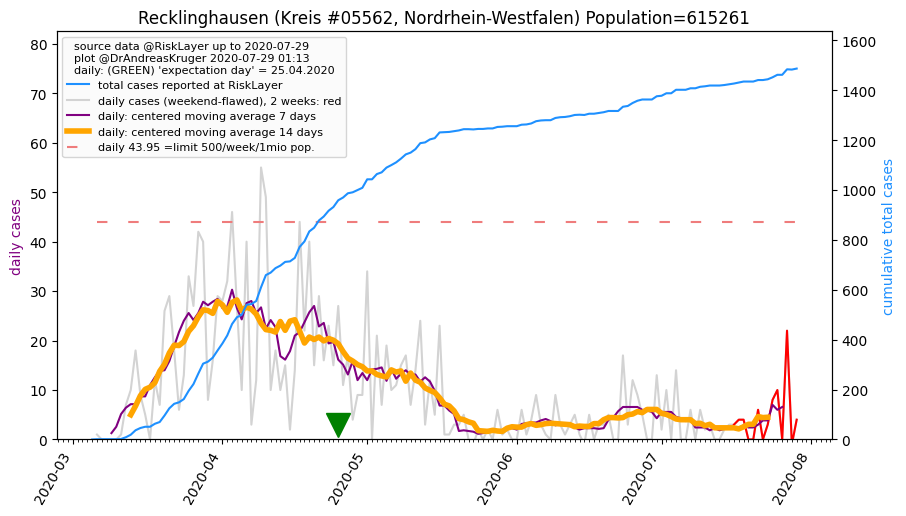 Recklinghausen (Kreis #05562, Nordrhein-Westfalen) Population=615261
source data @RiskLayer up to 2020-07-29
plot @DrAndreasKruger 2020-07-29 01:13
daily: (GREEN) 'expectation day' = 25.04.2020
total cases reported at RiskLayer
daily cases (weekend-flawed), 2 weeks: red
daily: centered moving average 7 days
daily: centered moving average 14 days
daily 43.95 =limit 500/week/1mio pop.
daily cases
80
70
60
50
40
30
20
10
0
cumulative total cases
1600
1400
1200
1000
800
600
400
200
0
2020-03
2020-04
2020-05
2020-06
2020-07
2020-08